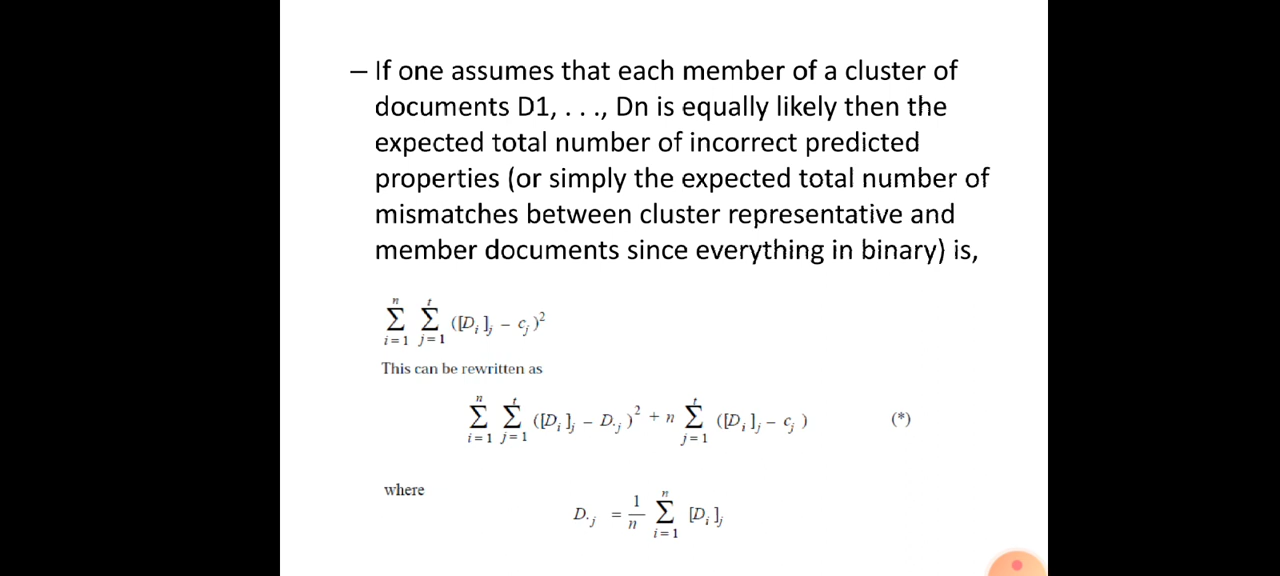 – If one assumes that each member of a cluster of
documents D1, . . ., Dn is equally likely then the
expected total number of incorrect predicted
properties (or simply the expected total number of
mismatches between cluster representative and
member documents since everything in binary) is,
n t
Σ Σ ([D_i]_j − c_j)²
i = 1 j = 1
This can be rewritten as
n t t
Σ Σ ([D_i]_j − D._j)² + n Σ ([D_i]_j − c_j) (*)
i = 1 j = 1 j = 1
where
n
D._j = 1/n Σ [D_i]_j
i = 1